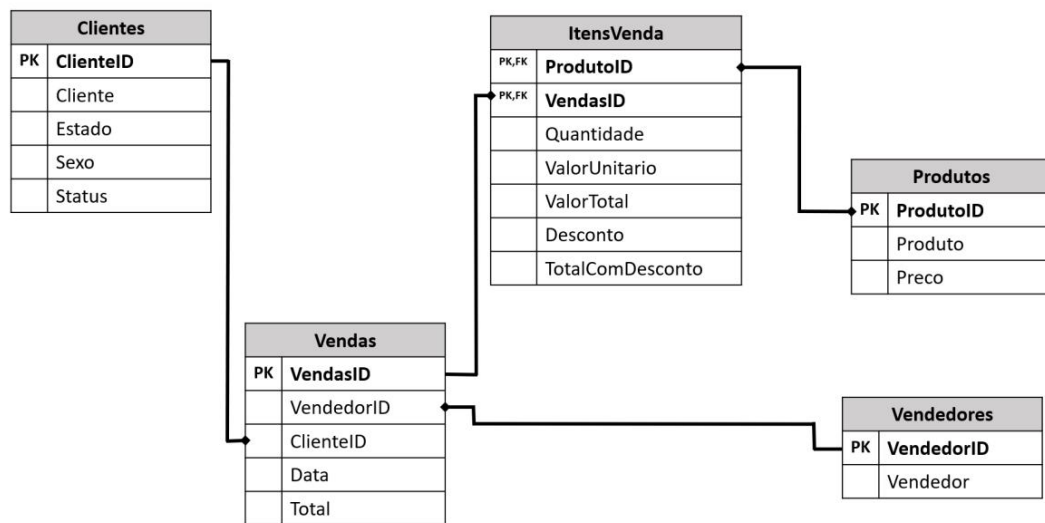 Clientes
PK ClienteID
Cliente
Estado
Sexo
Status
ItensVenda
PK,FK ProdutoID
PK,FK VendasID
Quantidade
ValorUnitario
ValorTotal
Desconto
TotalComDesconto
Produtos
PK ProdutoID
Produto
Preco
Vendas
PK VendasID
VendedorID
ClienteID
Data
Total
Vendedores
PK VendedorID
Vendedor